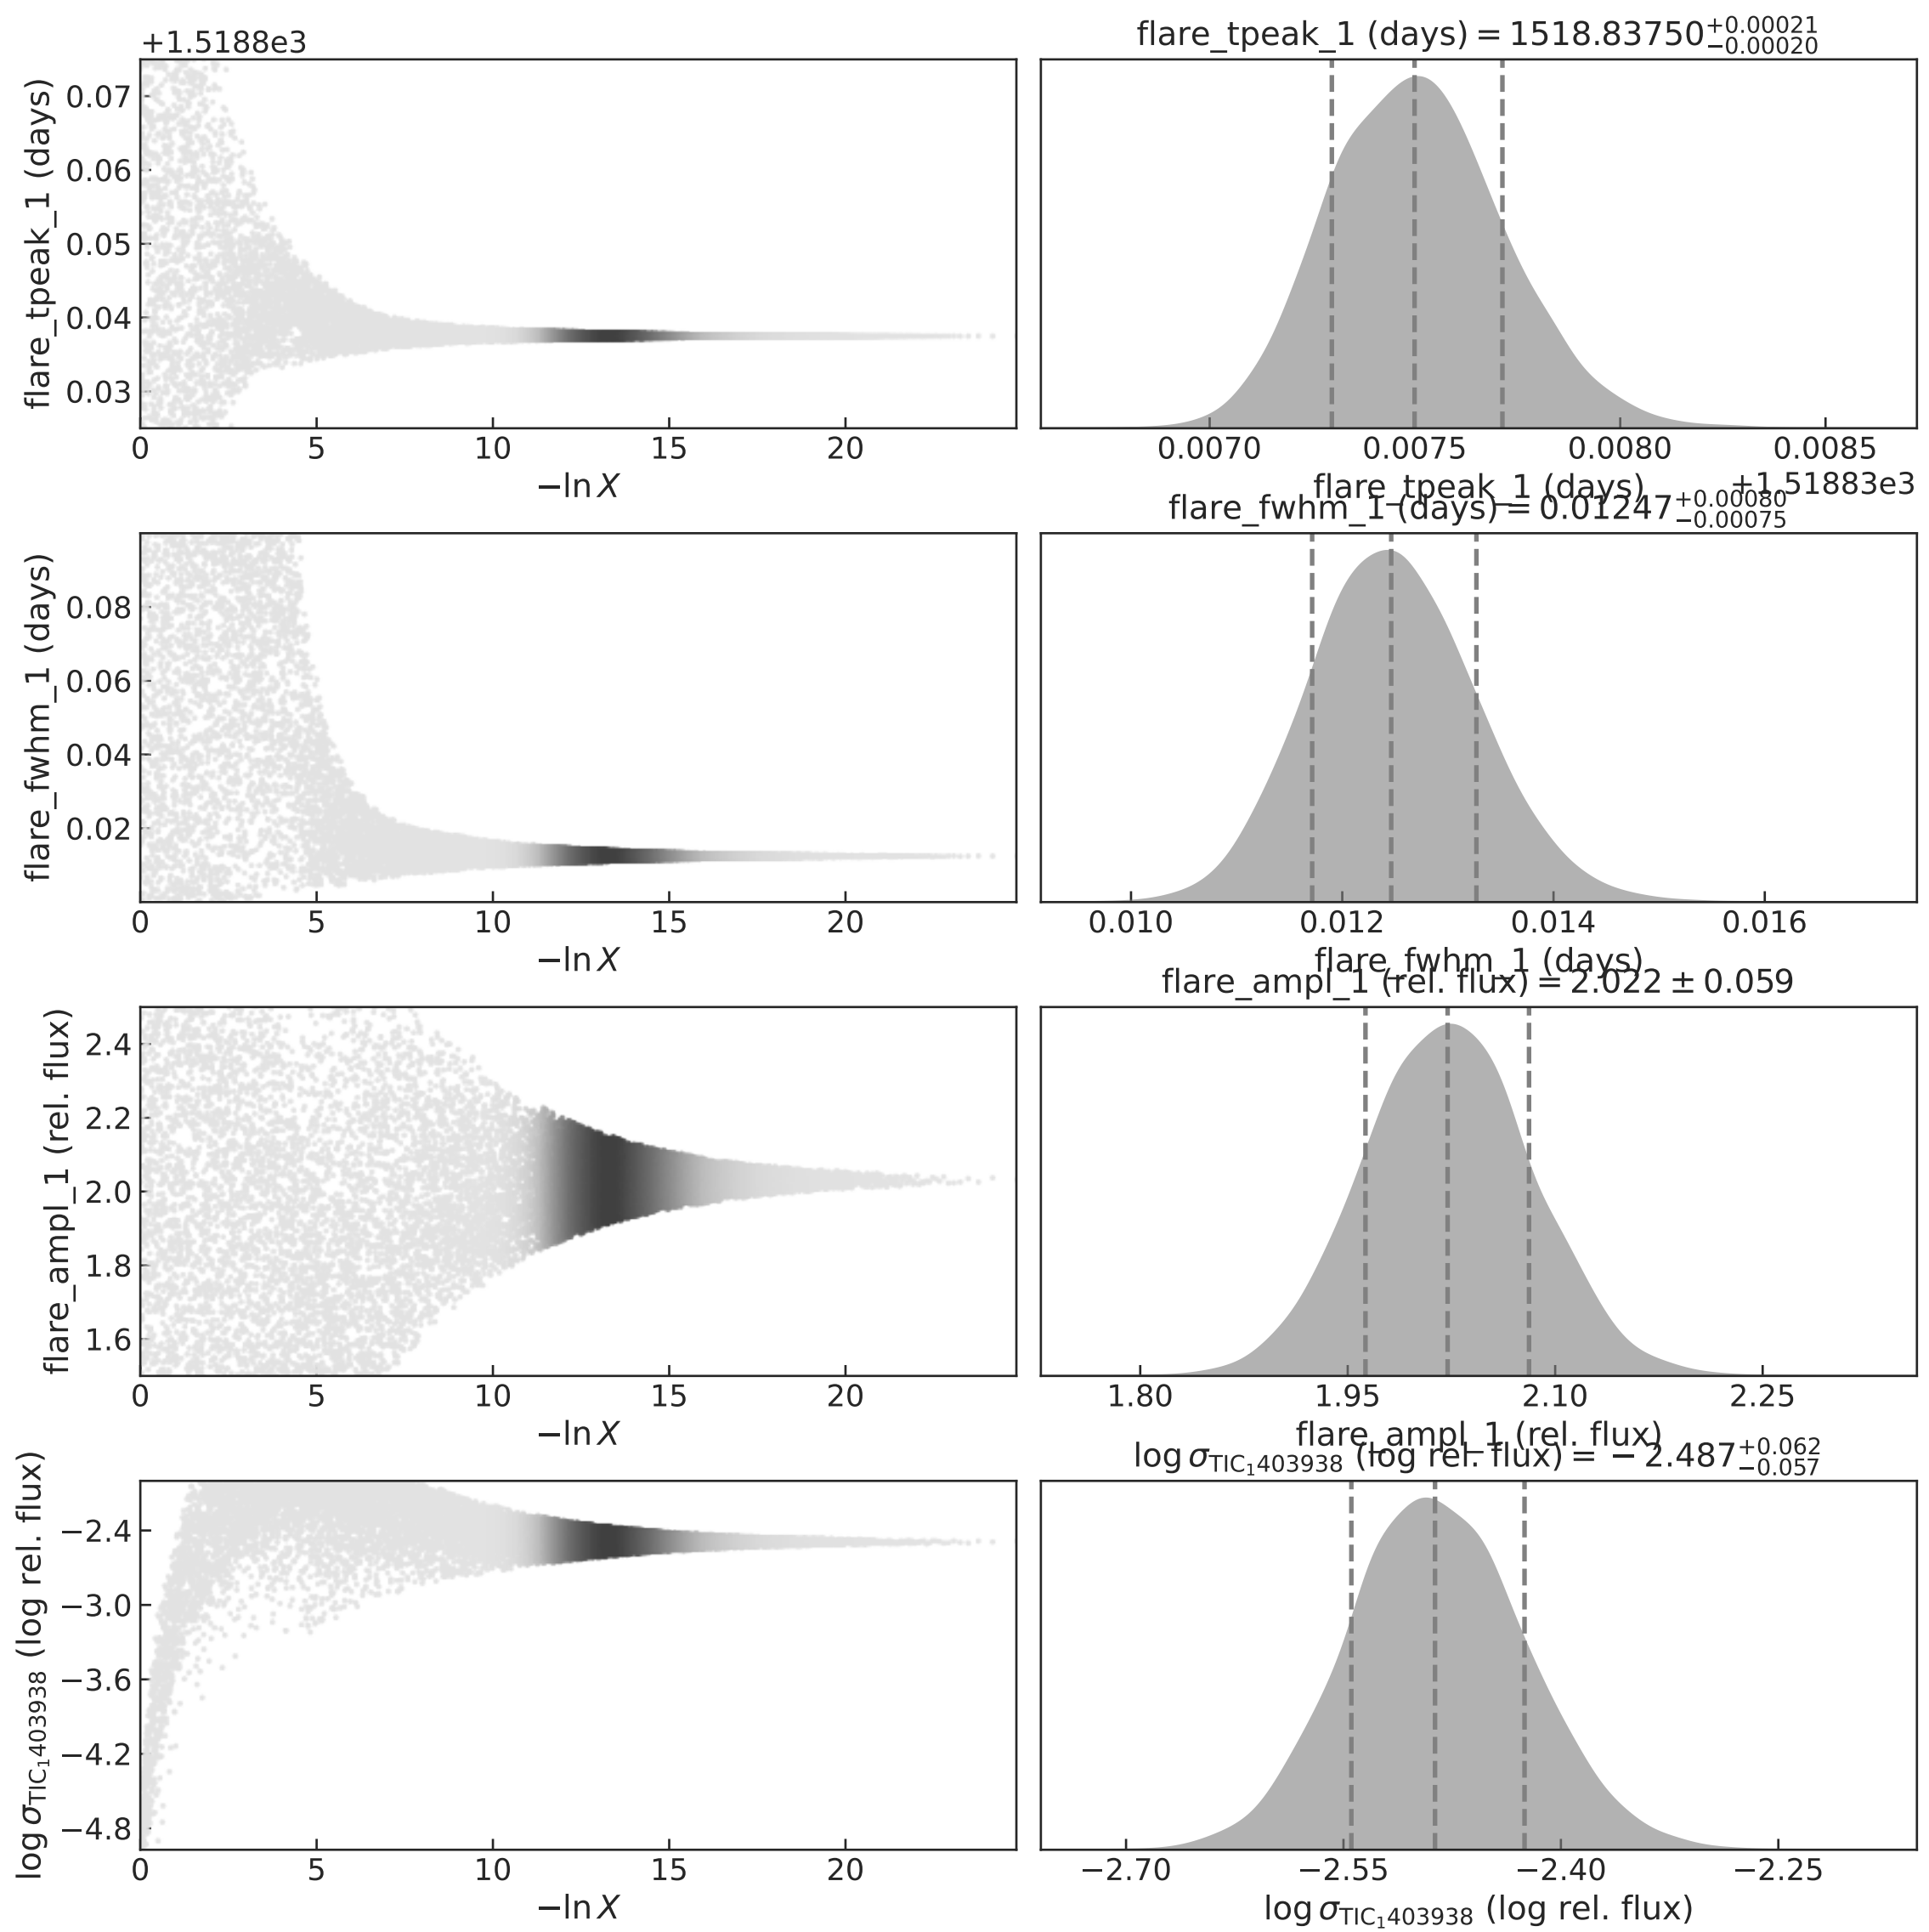 +1.5188e3
flare_tpeak_1 (days)
0.07
0.06
0.05
0.04
0.03
0 5 10 15 20
−ln X
flare_tpeak_1 (days) = 1518.83750 +0.00021 −0.00020
0.0070 0.0075 0.0080 0.0085
flare_tpeak_1 (days)
+1.51883e3
flare_fwhm_1 (days)
0.08
0.06
0.04
0.02
0 5 10 15 20
−ln X
flare_fwhm_1 (days) = 0.01247 +0.00080 −0.00075
0.010 0.012 0.014 0.016
flare_fwhm_1 (days)
flare_ampl_1 (rel. flux)
2.4
2.2
2.0
1.8
1.6
0 5 10 15 20
−ln X
flare_ampl_1 (rel. flux) = 2.022 ± 0.059
1.80 1.95 2.10 2.25
flare_ampl_1 (rel. flux)
log σTIC₁403938 (log rel. flux)
−2.4
−3.0
−3.6
−4.2
−4.8
0 5 10 15 20
−ln X
log σTIC₁403938 (log rel. flux) = −2.487 +0.062 −0.057
−2.70 −2.55 −2.40 −2.25
log σTIC₁403938 (log rel. flux)